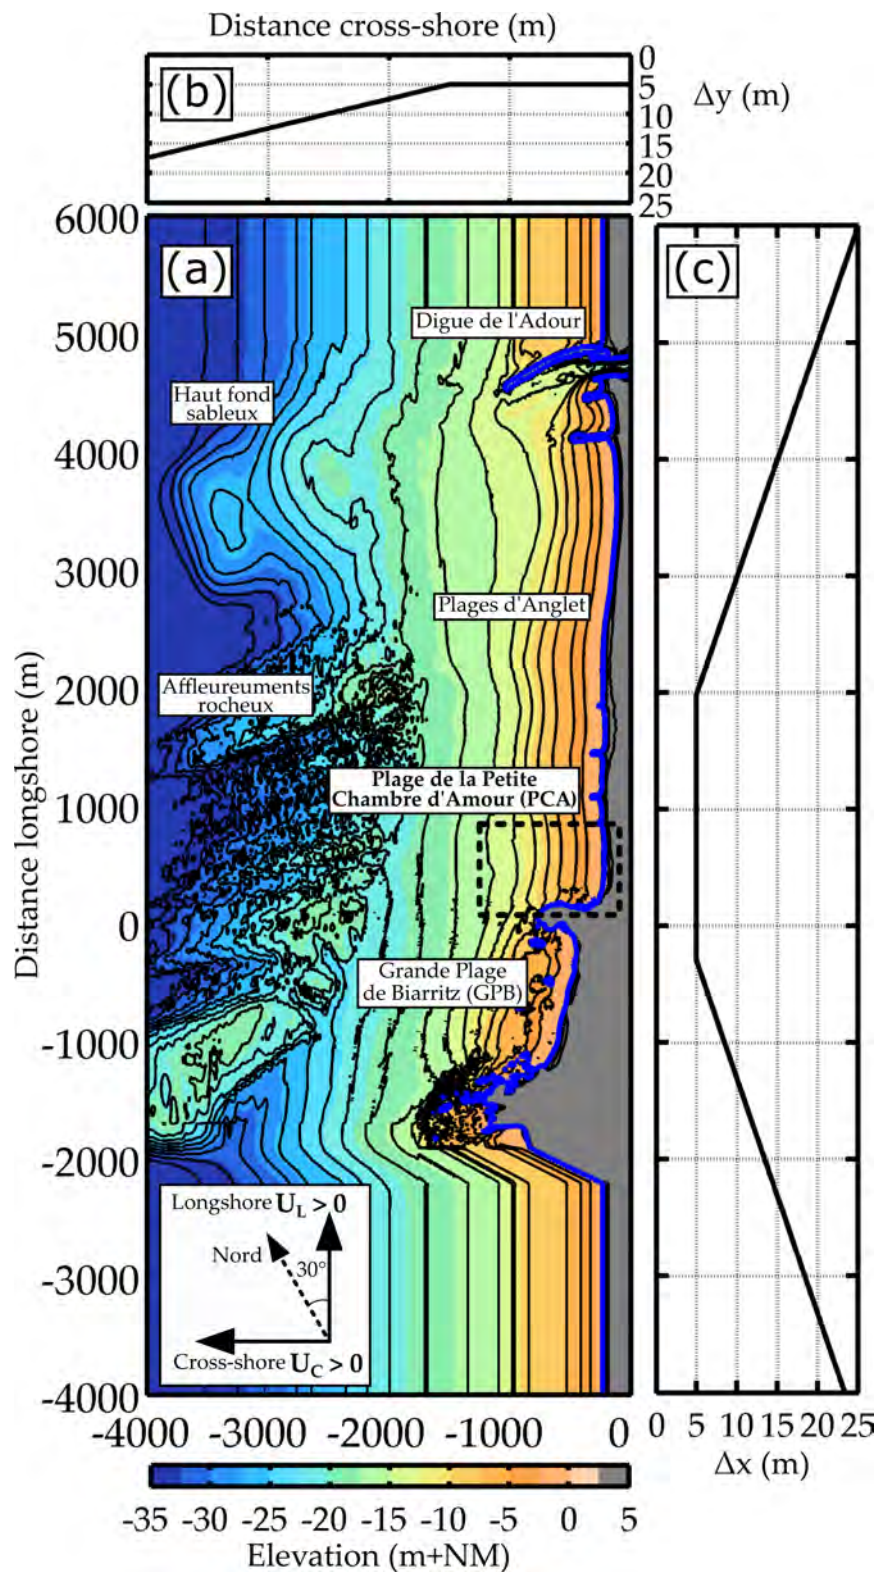 Distance cross-shore (m)
(b)
0
5
10
15
20
25
Δy (m)
6000
5000
4000
3000
2000
1000
0
-1000
-2000
-3000
-4000
Distance longshore (m)
(a)
Digue de l'Adour
Haut fond
sableux
Plages d'Anglet
Affleureuments
rocheux
Plage de la Petite
Chambre d'Amour (PCA)
Grande Plage
de Biarritz (GPB)
Longshore U_L > 0
Nord
30°
Cross-shore U_C > 0
-4000 -3000 -2000 -1000 0
-35 -30 -25 -20 -15 -10 -5 0 5
Elevation (m+NM)
(c)
0 5 10 15 20 25
Δx (m)